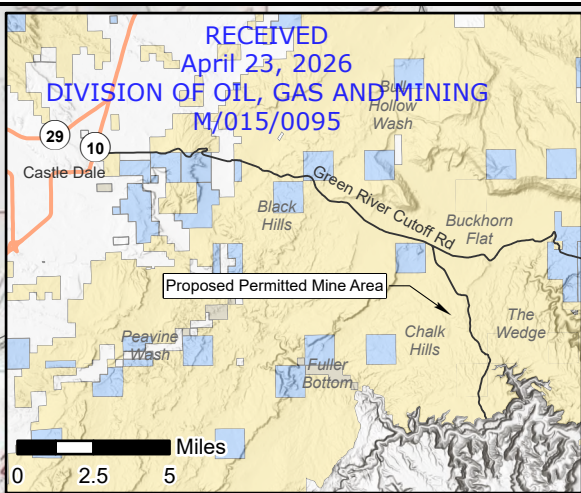 RECEIVED
April 23, 2026
DIVISION OF OIL, GAS AND MINING
M/015/0095
Bull
Hollow
Wash
29
10
Castle Dale
Green River Cutoff Rd
Black
Hills
Buckhorn
Flat
Proposed Permitted Mine Area
The
Wedge
Chalk
Hills
Peavine
Wash
Fuller
Bottom
Miles
0 2.5 5